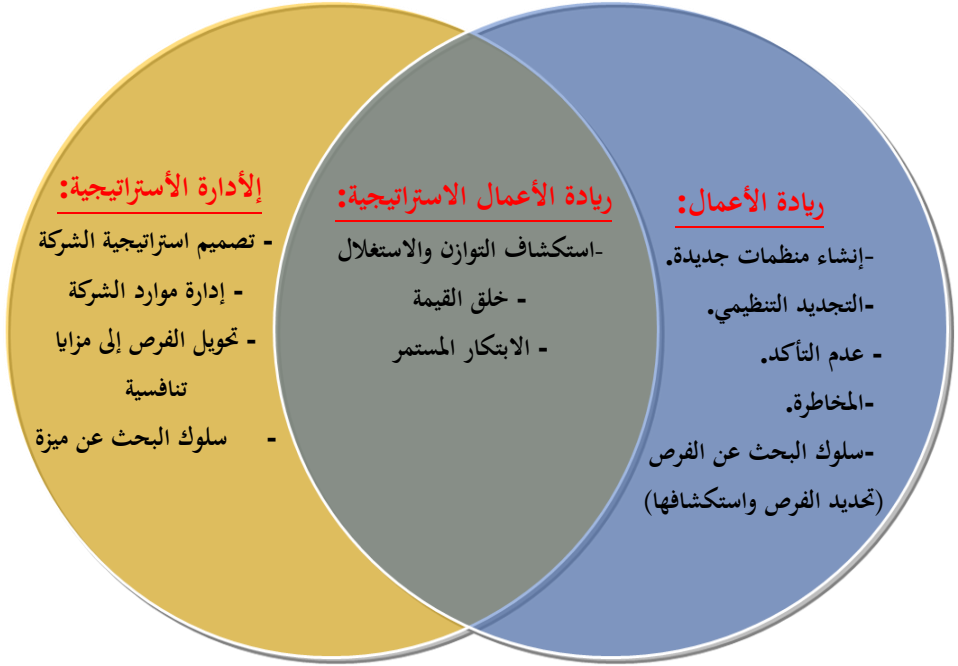 ريادة الأعمال:
-إنشاء منظمات جديدة.
-التجديد التنظيمي.
- عدم التأكد.
-المخاطرة.
-سلوك البحث عن الفرص
(تحديد الفرص واستكشافها)
ريادة الأعمال الاستراتيجية:
-استكشاف التوازن والاستغلال
- خلق القيمة
- الابتكار المستمر
إلأدارة الأستراتيجية:
- تصميم استراتيجية الشركة
- إدارة موارد الشركة
- تحويل الفرص إلى مزايا
تنافسية
- سلوك البحث عن ميزة